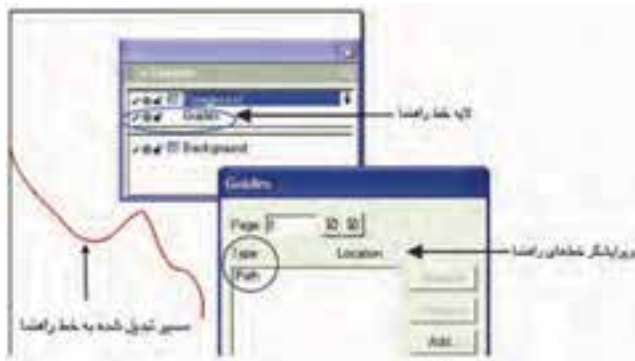 Guides
لایه خط راهنما
Background
Guides
Page
Type Location
Path
ویرایشگر خط‌های راهنما
Add...
مسیر تبدیل شده به خط راهنما